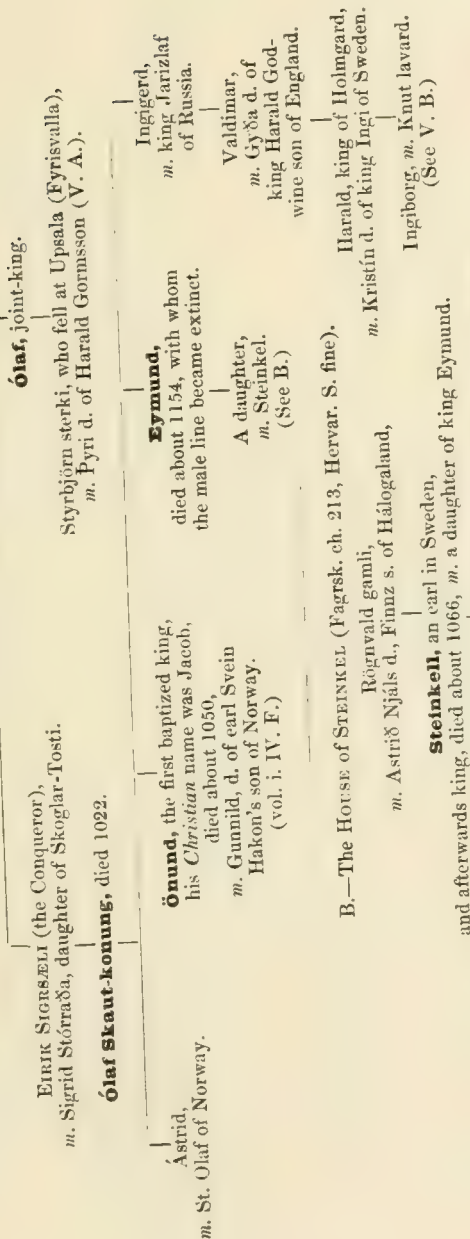 EIRIK SIGRSÆLI (the Conqueror),
m. Sigrid Stórraða, daughter of Skoglar-Tosti.
Ólaf, joint-king.
Styrbjörn sterki, who fell at Upsala (Fyrisvalla),
m. Þyri d. of Harald Gormsson (V. A.).
Ólaf Skaut-konung, died 1022.
Ástrid,
m. St. Olaf of Norway.
Önund, the first baptized king,
his Christian name was Jacob,
died about 1050,
m. Gunnild, d. of earl Svein
Hakon's son of Norway.
(vol. i. IV. F.)
Eymund,
died about 1154, with whom
the male line became extinct.
A daughter,
m. Steinkel.
(See B.)
Ingigerd,
m. king Jarizlaf
of Russia.
Valdimar,
m. Gyða d. of
king Harald God-
wine son of England.
Harald, king of Holmgard,
m. Kristín d. of king Ingi of Sweden.
Ingiborg, m. Knut lavard.
(See V. B.)
B.—The HOUSE of STEINKEL (Fagrsk. ch. 213, Hervar. S. fine).
Rögnvald gamli,
m. Astrið Njáls d., Finnz s. of Hálogaland,
Steinkell, an earl in Sweden,
and afterwards king, died about 1066, m. a daughter of king Eymund.